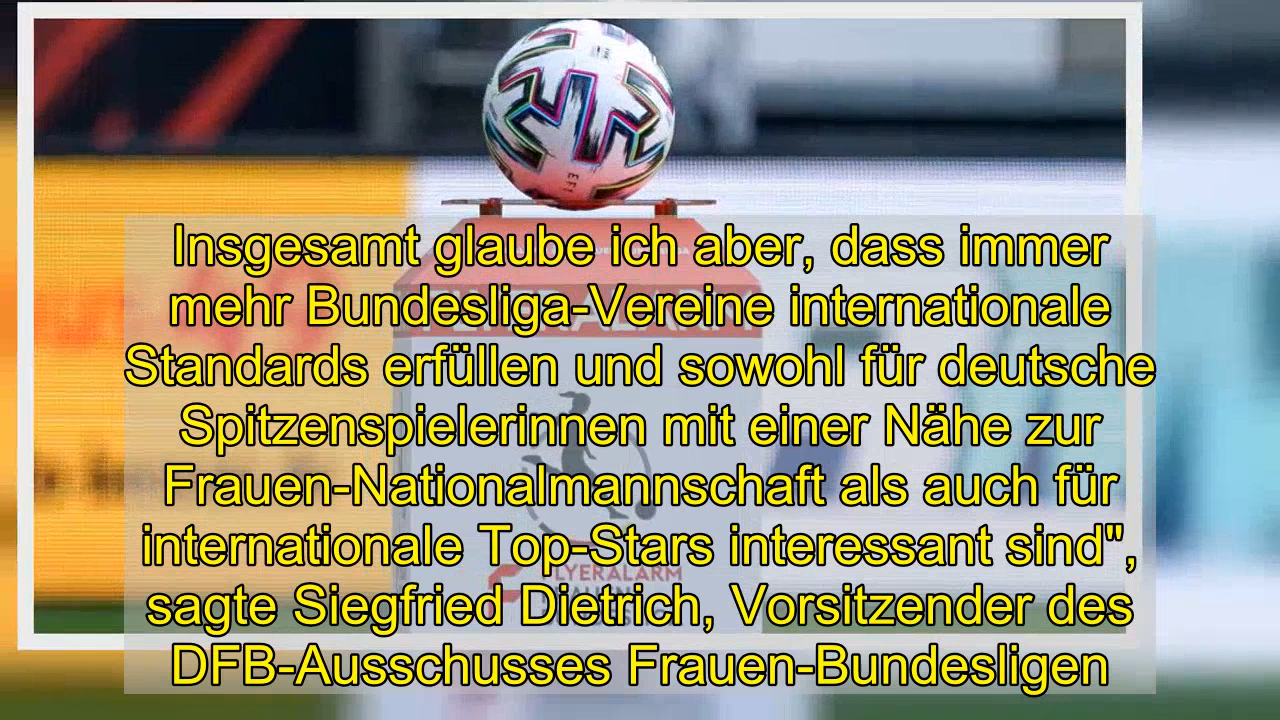 Insgesamt glaube ich aber, dass immer
mehr Bundesliga-Vereine internationale
Standards erfüllen und sowohl für deutsche
Spitzenspielerinnen mit einer Nähe zur
Frauen-Nationalmannschaft als auch für
internationale Top-Stars interessant sind",
sagte Siegfried Dietrich, Vorsitzender des
DFB-Ausschusses Frauen-Bundesligen
FLYERALARM
FLYERALARM